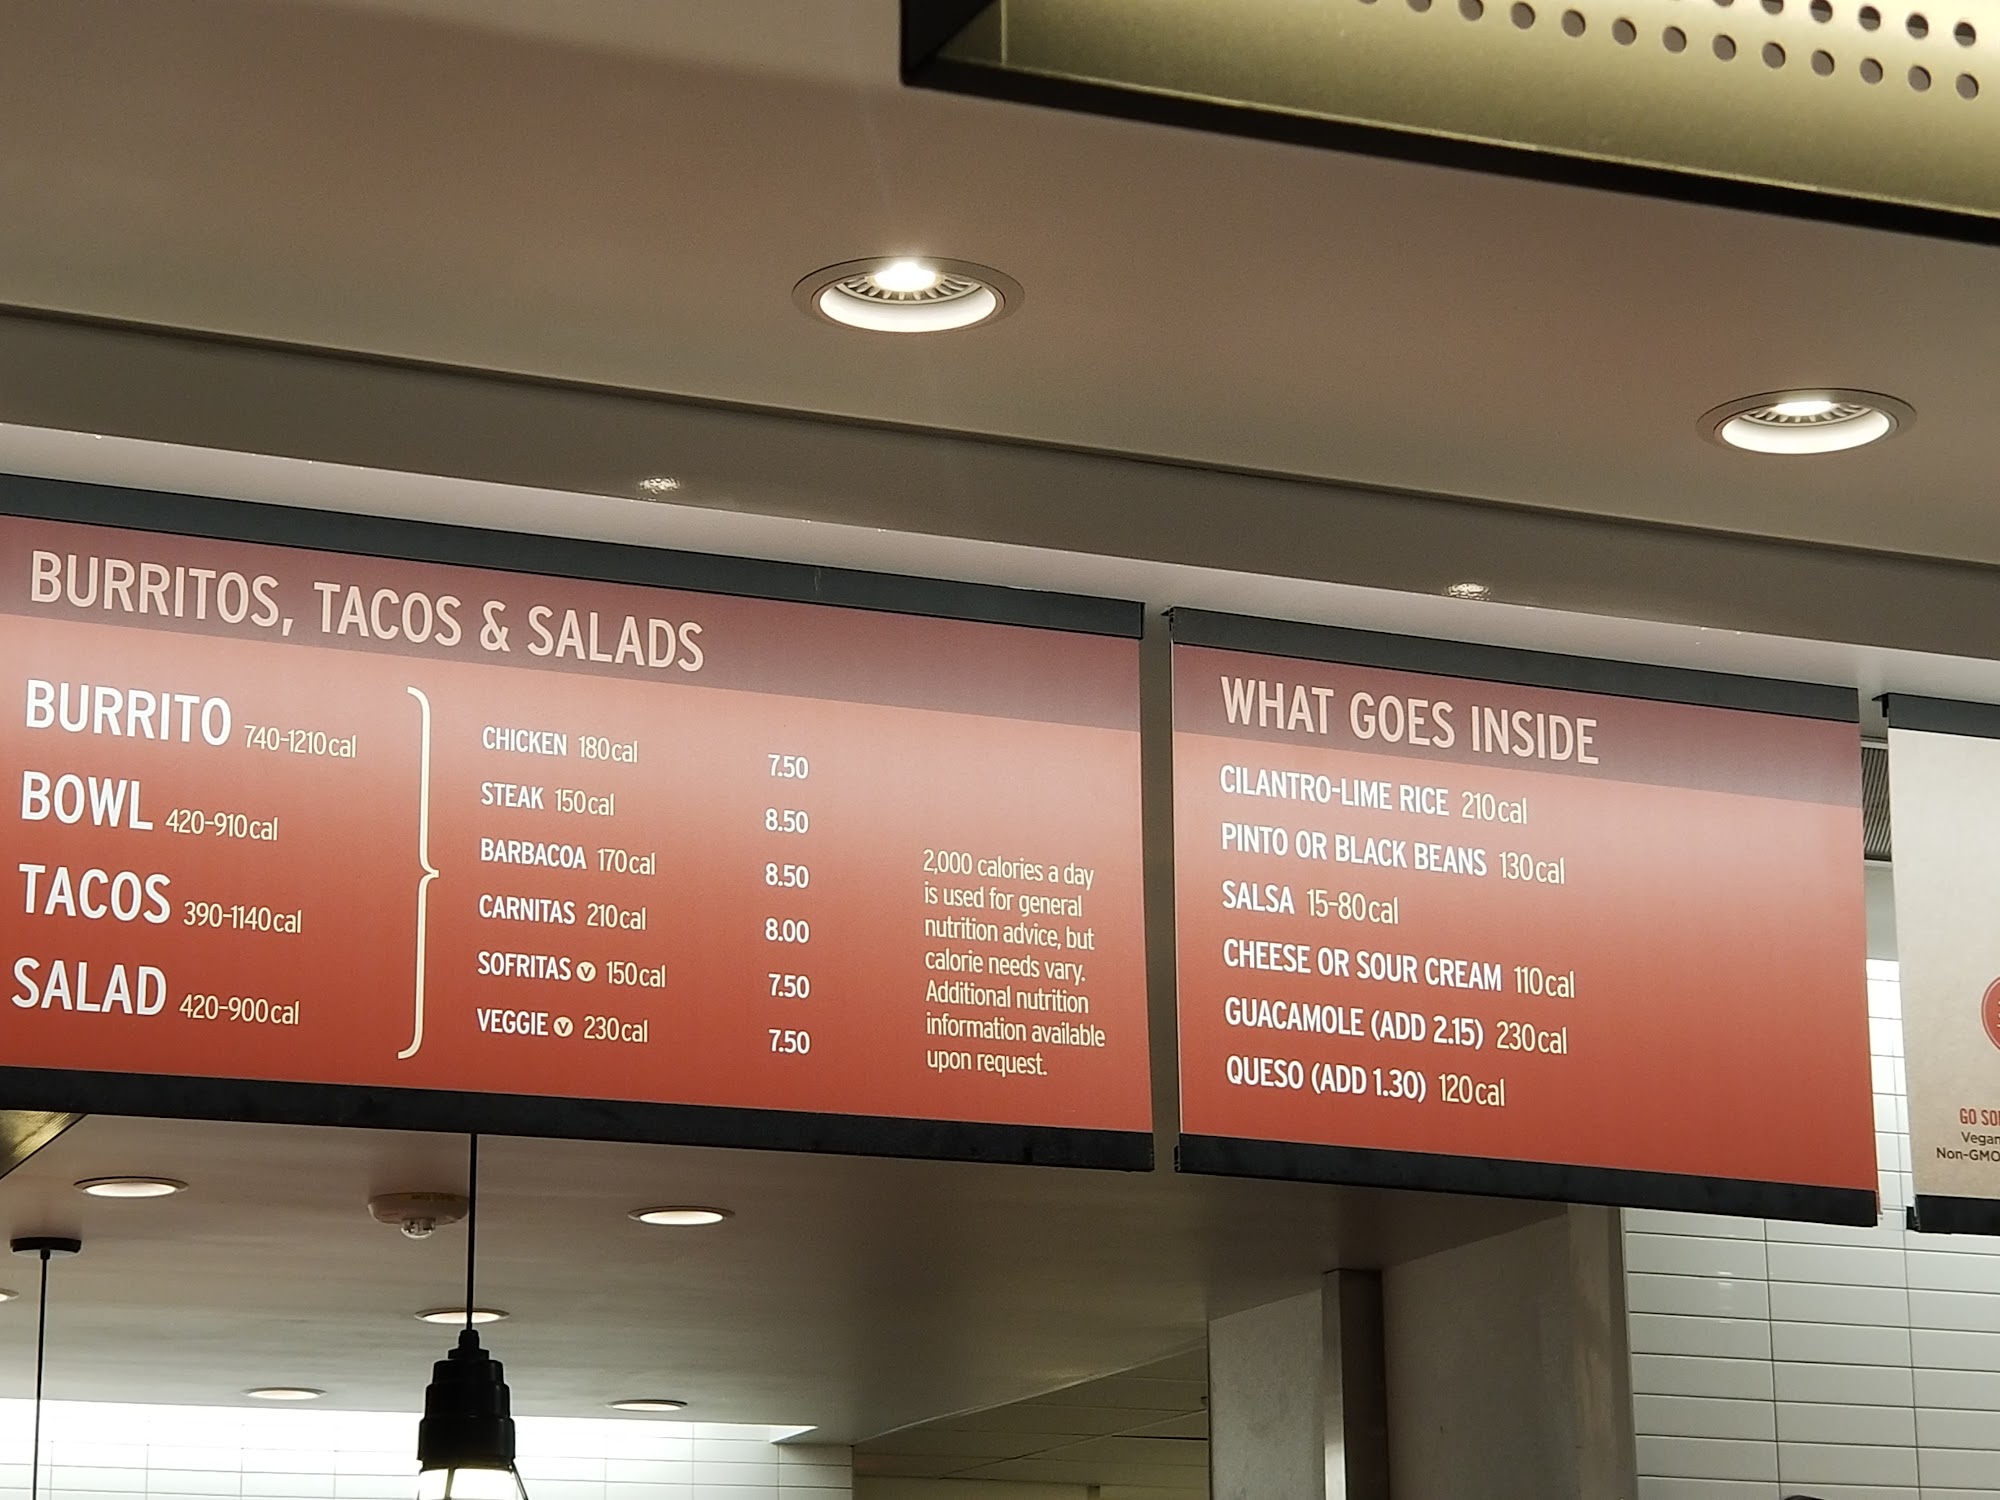 BURRITOS, TACOS & SALADS
BURRITO 740-1210cal
BOWL 420-910cal
TACOS 390-1140cal
SALAD 420-900cal
CHICKEN 180cal 7.50
STEAK 150cal 8.50
BARBACOA 170cal 8.50
CARNITAS 210cal 8.00
SOFRITAS V 150cal 7.50
VEGGIE V 230cal 7.50
2,000 calories a day
is used for general
nutrition advice, but
calorie needs vary.
Additional nutrition
information available
upon request.
WHAT GOES INSIDE
CILANTRO-LIME RICE 210cal
PINTO OR BLACK BEANS 130cal
SALSA 15-80cal
CHEESE OR SOUR CREAM 110cal
GUACAMOLE (ADD 2.15) 230cal
QUESO (ADD 1.30) 120cal
GO
Vegan
Non-GMO